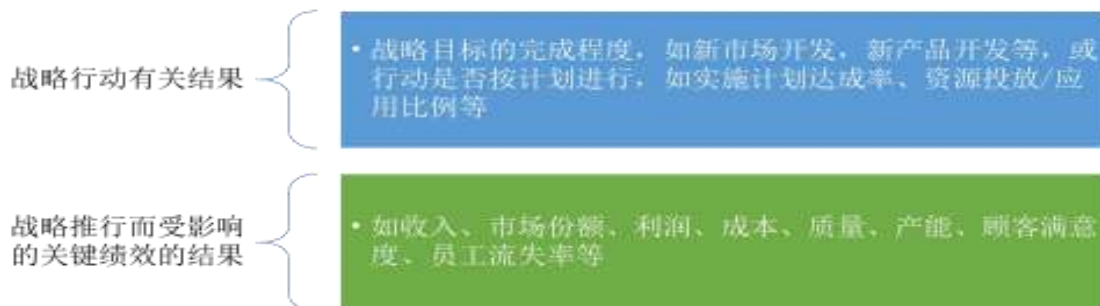 战略行动有关结果
• 战略目标的完成程度，如新市场开发，新产品开发等，或
行动是否按计划进行，如实施计划达成率、资源投放/应
用比例等
战略推行而受影响
的关键绩效的结果
• 如收入、市场份额、利润、成本、质量、产能、顾客满意
度、员工流失率等